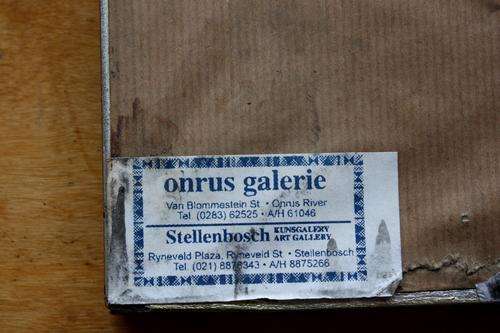 onrus galerie
Van Blommestein St • Onrus River
Tel. (0283) 62525 • A/H 61046
Stellenbosch KUNSGALERY ART GALLERY
Ryneveld Plaza, Ryneveld St • Stellenbosch
Tel. (021) 8878343 • A/H 8875266